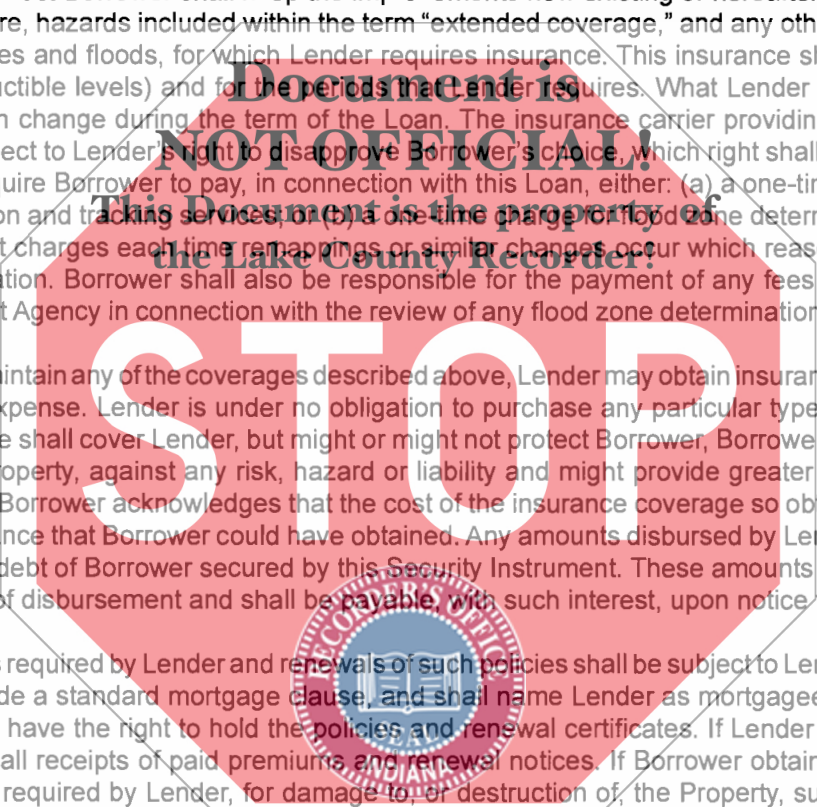 re, hazards included within the term “extended coverage,” and any oth
es and floods, for which Lender requires insurance. This insurance sh
Document is
uctible levels) and for the periods that Lender requires. What Lender
n change during the term of the Loan. The insurance carrier providin
NOT OFFICIAL!
ect to Lender's right to disapprove Borrower's choice, which right shall
quire Borrower to pay, in connection with this Loan, either: (a) a one-tim
This Document is the property of
on and tracking services; or (b) a one-time charge for flood zone determ
t charges each time remappings or similar changes occur which reas
the Lake County Recorder!
ation. Borrower shall also be responsible for the payment of any fees
t Agency in connection with the review of any flood zone determination
STOP
intain any of the coverages described above, Lender may obtain insuran
xpense. Lender is under no obligation to purchase any particular type
e shall cover Lender, but might or might not protect Borrower, Borrowe
operty, against any risk, hazard or liability and might provide greater
Borrower acknowledges that the cost of the insurance coverage so obt
nce that Borrower could have obtained. Any amounts disbursed by Len
debt of Borrower secured by this Security Instrument. These amounts
of disbursement and shall be payable, with such interest, upon notice
RECORDER'S OFFICE
s required by Lender and renewals of such policies shall be subject to Len
de a standard mortgage clause, and shall name Lender as mortgagee
have the right to hold the policies and renewal certificates. If Lender
SEAL
all receipts of paid premiums and renewal notices. If Borrower obtain
INDIANA
required by Lender, for damage to, or destruction of, the Property, su